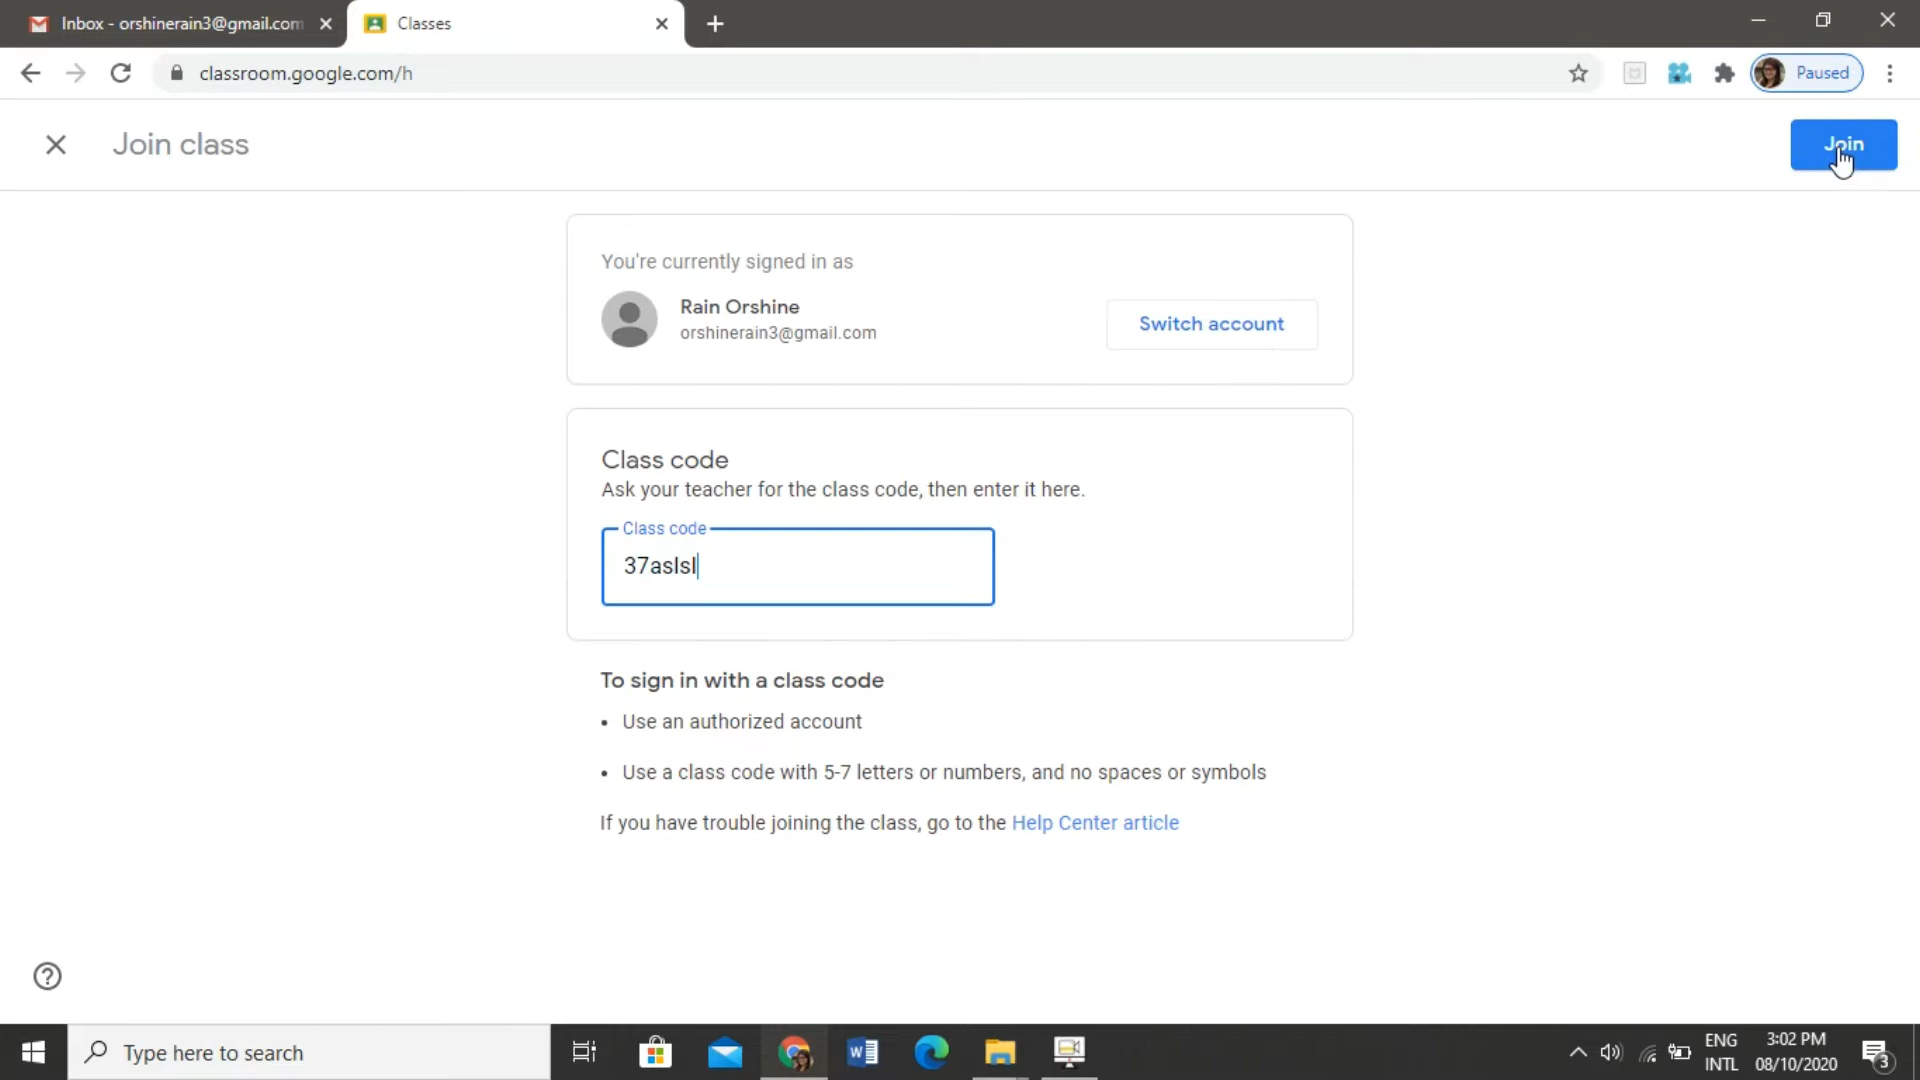 Inbox - orshinerain3@gmail.com
Classes
classroom.google.com/h
Paused
Join class
Join
You're currently signed in as
Rain Orshine
orshinerain3@gmail.com
Switch account
Class code
Ask your teacher for the class code, then enter it here.
Class code
37aslsl
To sign in with a class code
• Use an authorized account
• Use a class code with 5-7 letters or numbers, and no spaces or symbols
If you have trouble joining the class, go to the Help Center article
Type here to search
ENG
INTL
3:02 PM
08/10/2020
3